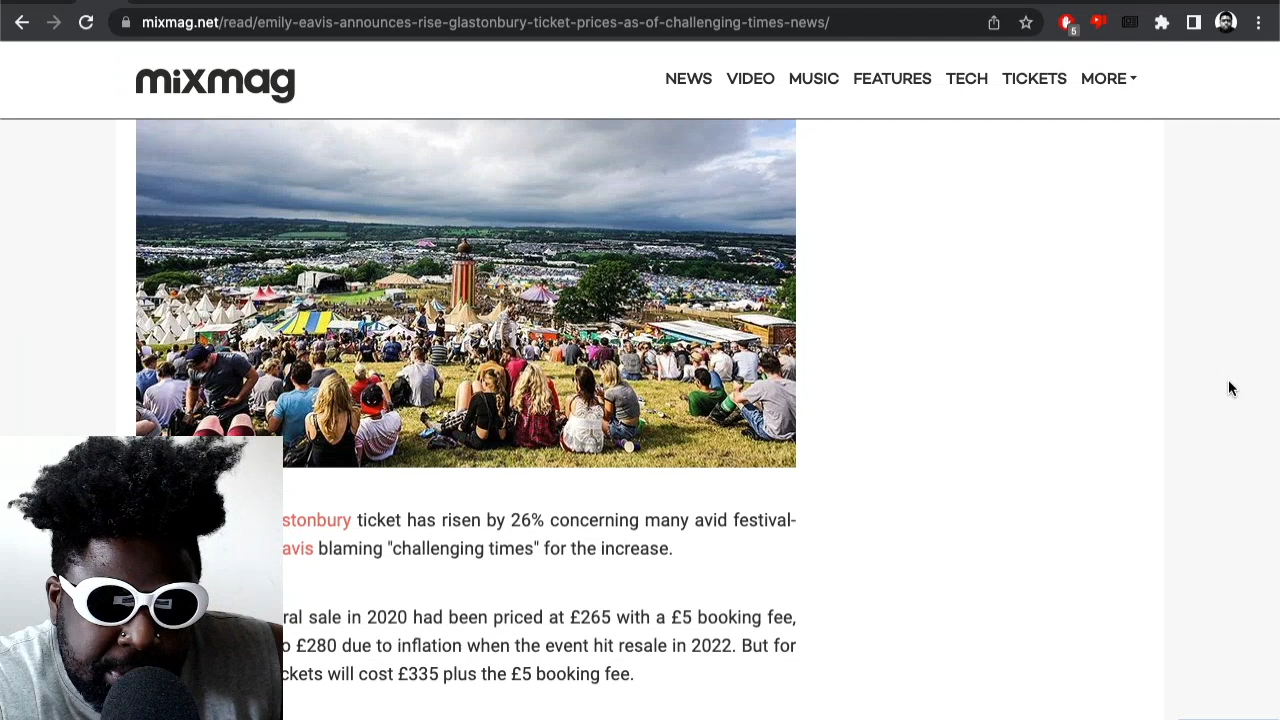 mixmag.net/read/emily-eavis-announces-rise-glastonbury-ticket-prices-as-of-challenging-times-news/
5
mixmag
NEWS VIDEO MUSIC FEATURES TECH TICKETS MORE
stonbury ticket has risen by 26% concerning many avid festival-
avis blaming "challenging times" for the increase.
ral sale in 2020 had been priced at £265 with a £5 booking fee,
o £280 due to inflation when the event hit resale in 2022. But for
ckets will cost £335 plus the £5 booking fee.